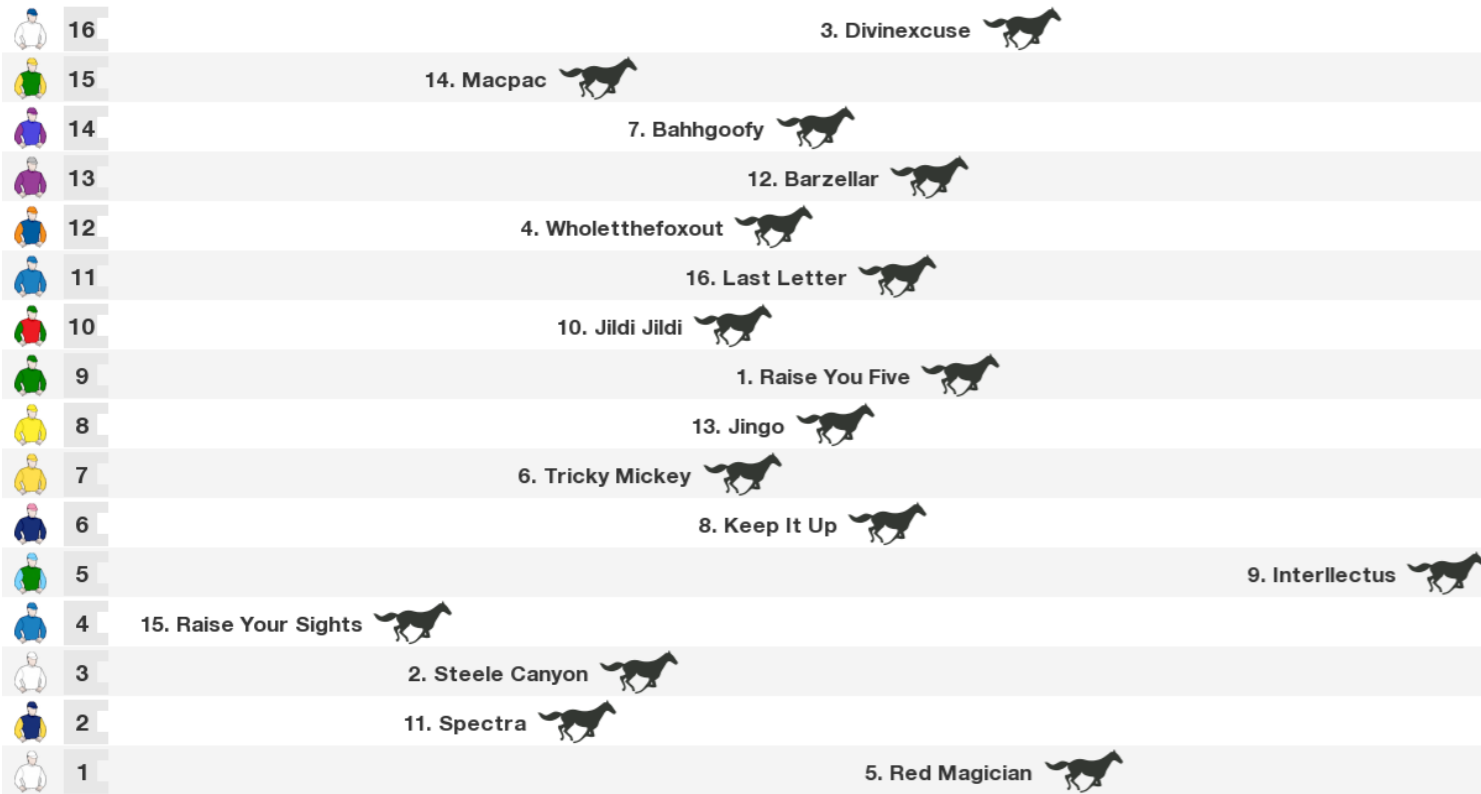 16 3. Divinexcuse
15 14. Macpac
14 7. Bahhgoofy
13 12. Barzellar
12 4. Wholetthefoxout
11 16. Last Letter
10 10. Jildi Jildi
9 1. Raise You Five
8 13. Jingo
7 6. Tricky Mickey
6 8. Keep It Up
5 9. Interllectus
4 15. Raise Your Sights
3 2. Steele Canyon
2 11. Spectra
1 5. Red Magician